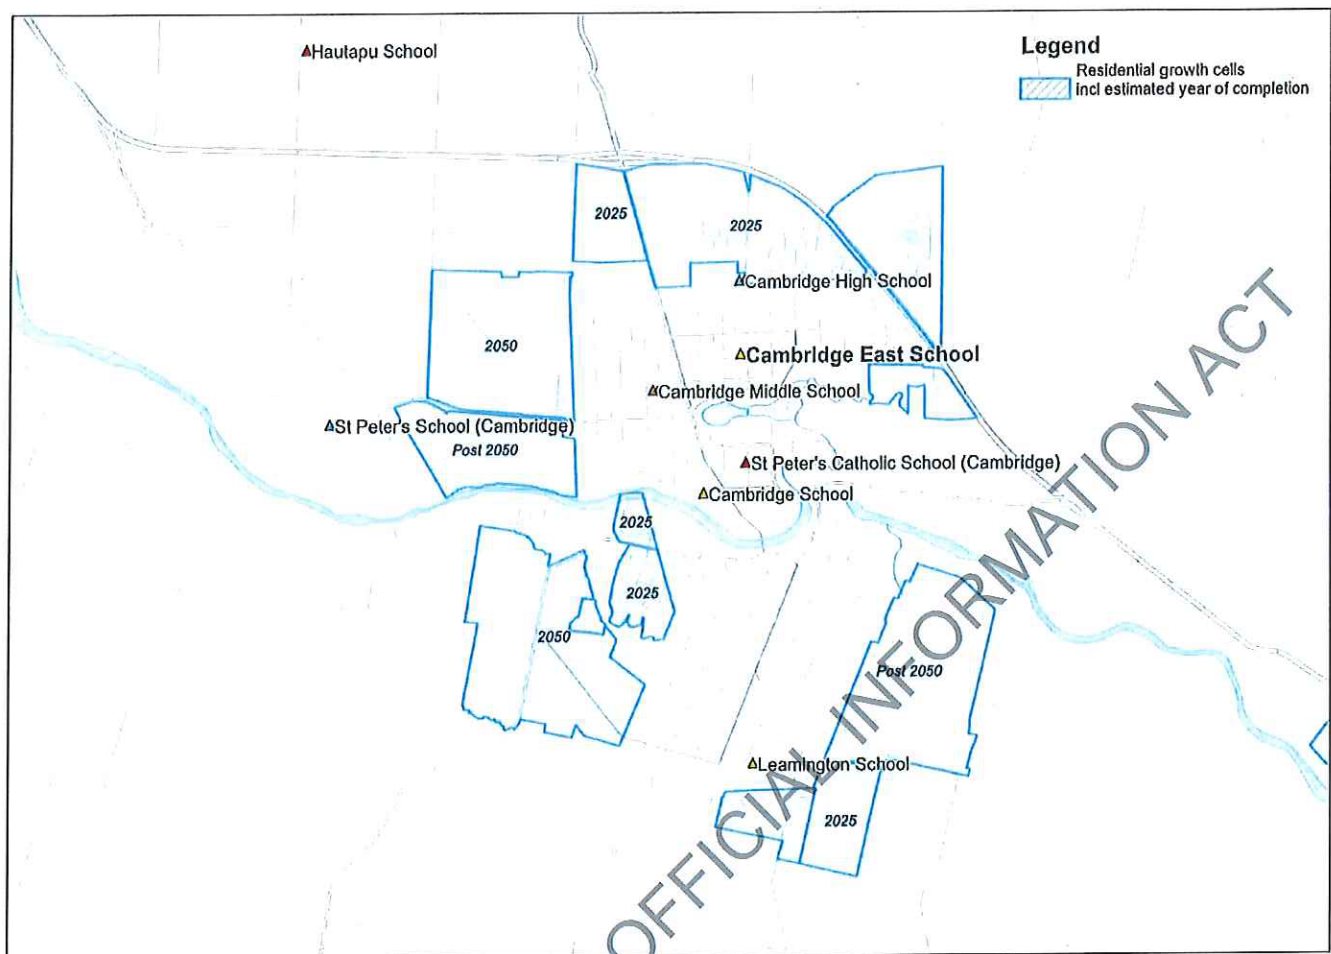 Hautapu School
Legend
Residential growth cells
incl estimated year of completion
2025
2025
Cambridge High School
2050
Cambridge East School
Cambridge Middle School
St Peter's School (Cambridge)
Post 2050
St Peter's Catholic School (Cambridge)
Cambridge School
2025
2025
2050
Post 2050
Leamington School
2025
OFFICIAL INFORMATION ACT